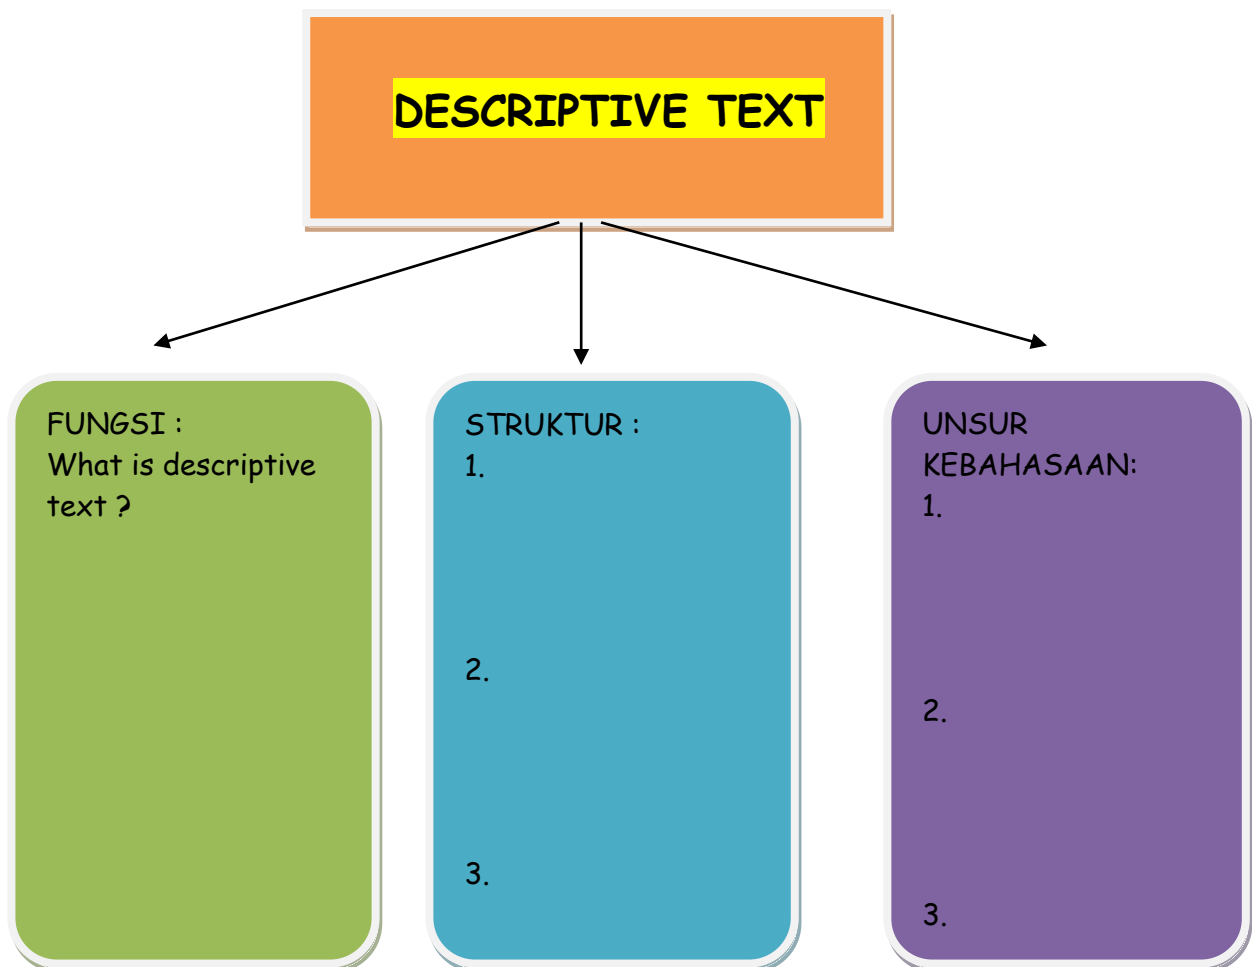 DESCRIPTIVE TEXT
FUNGSI :
What is descriptive
text ?
STRUKTUR :
1.
2.
3.
UNSUR
KEBAHASAAN:
1.
2.
3.